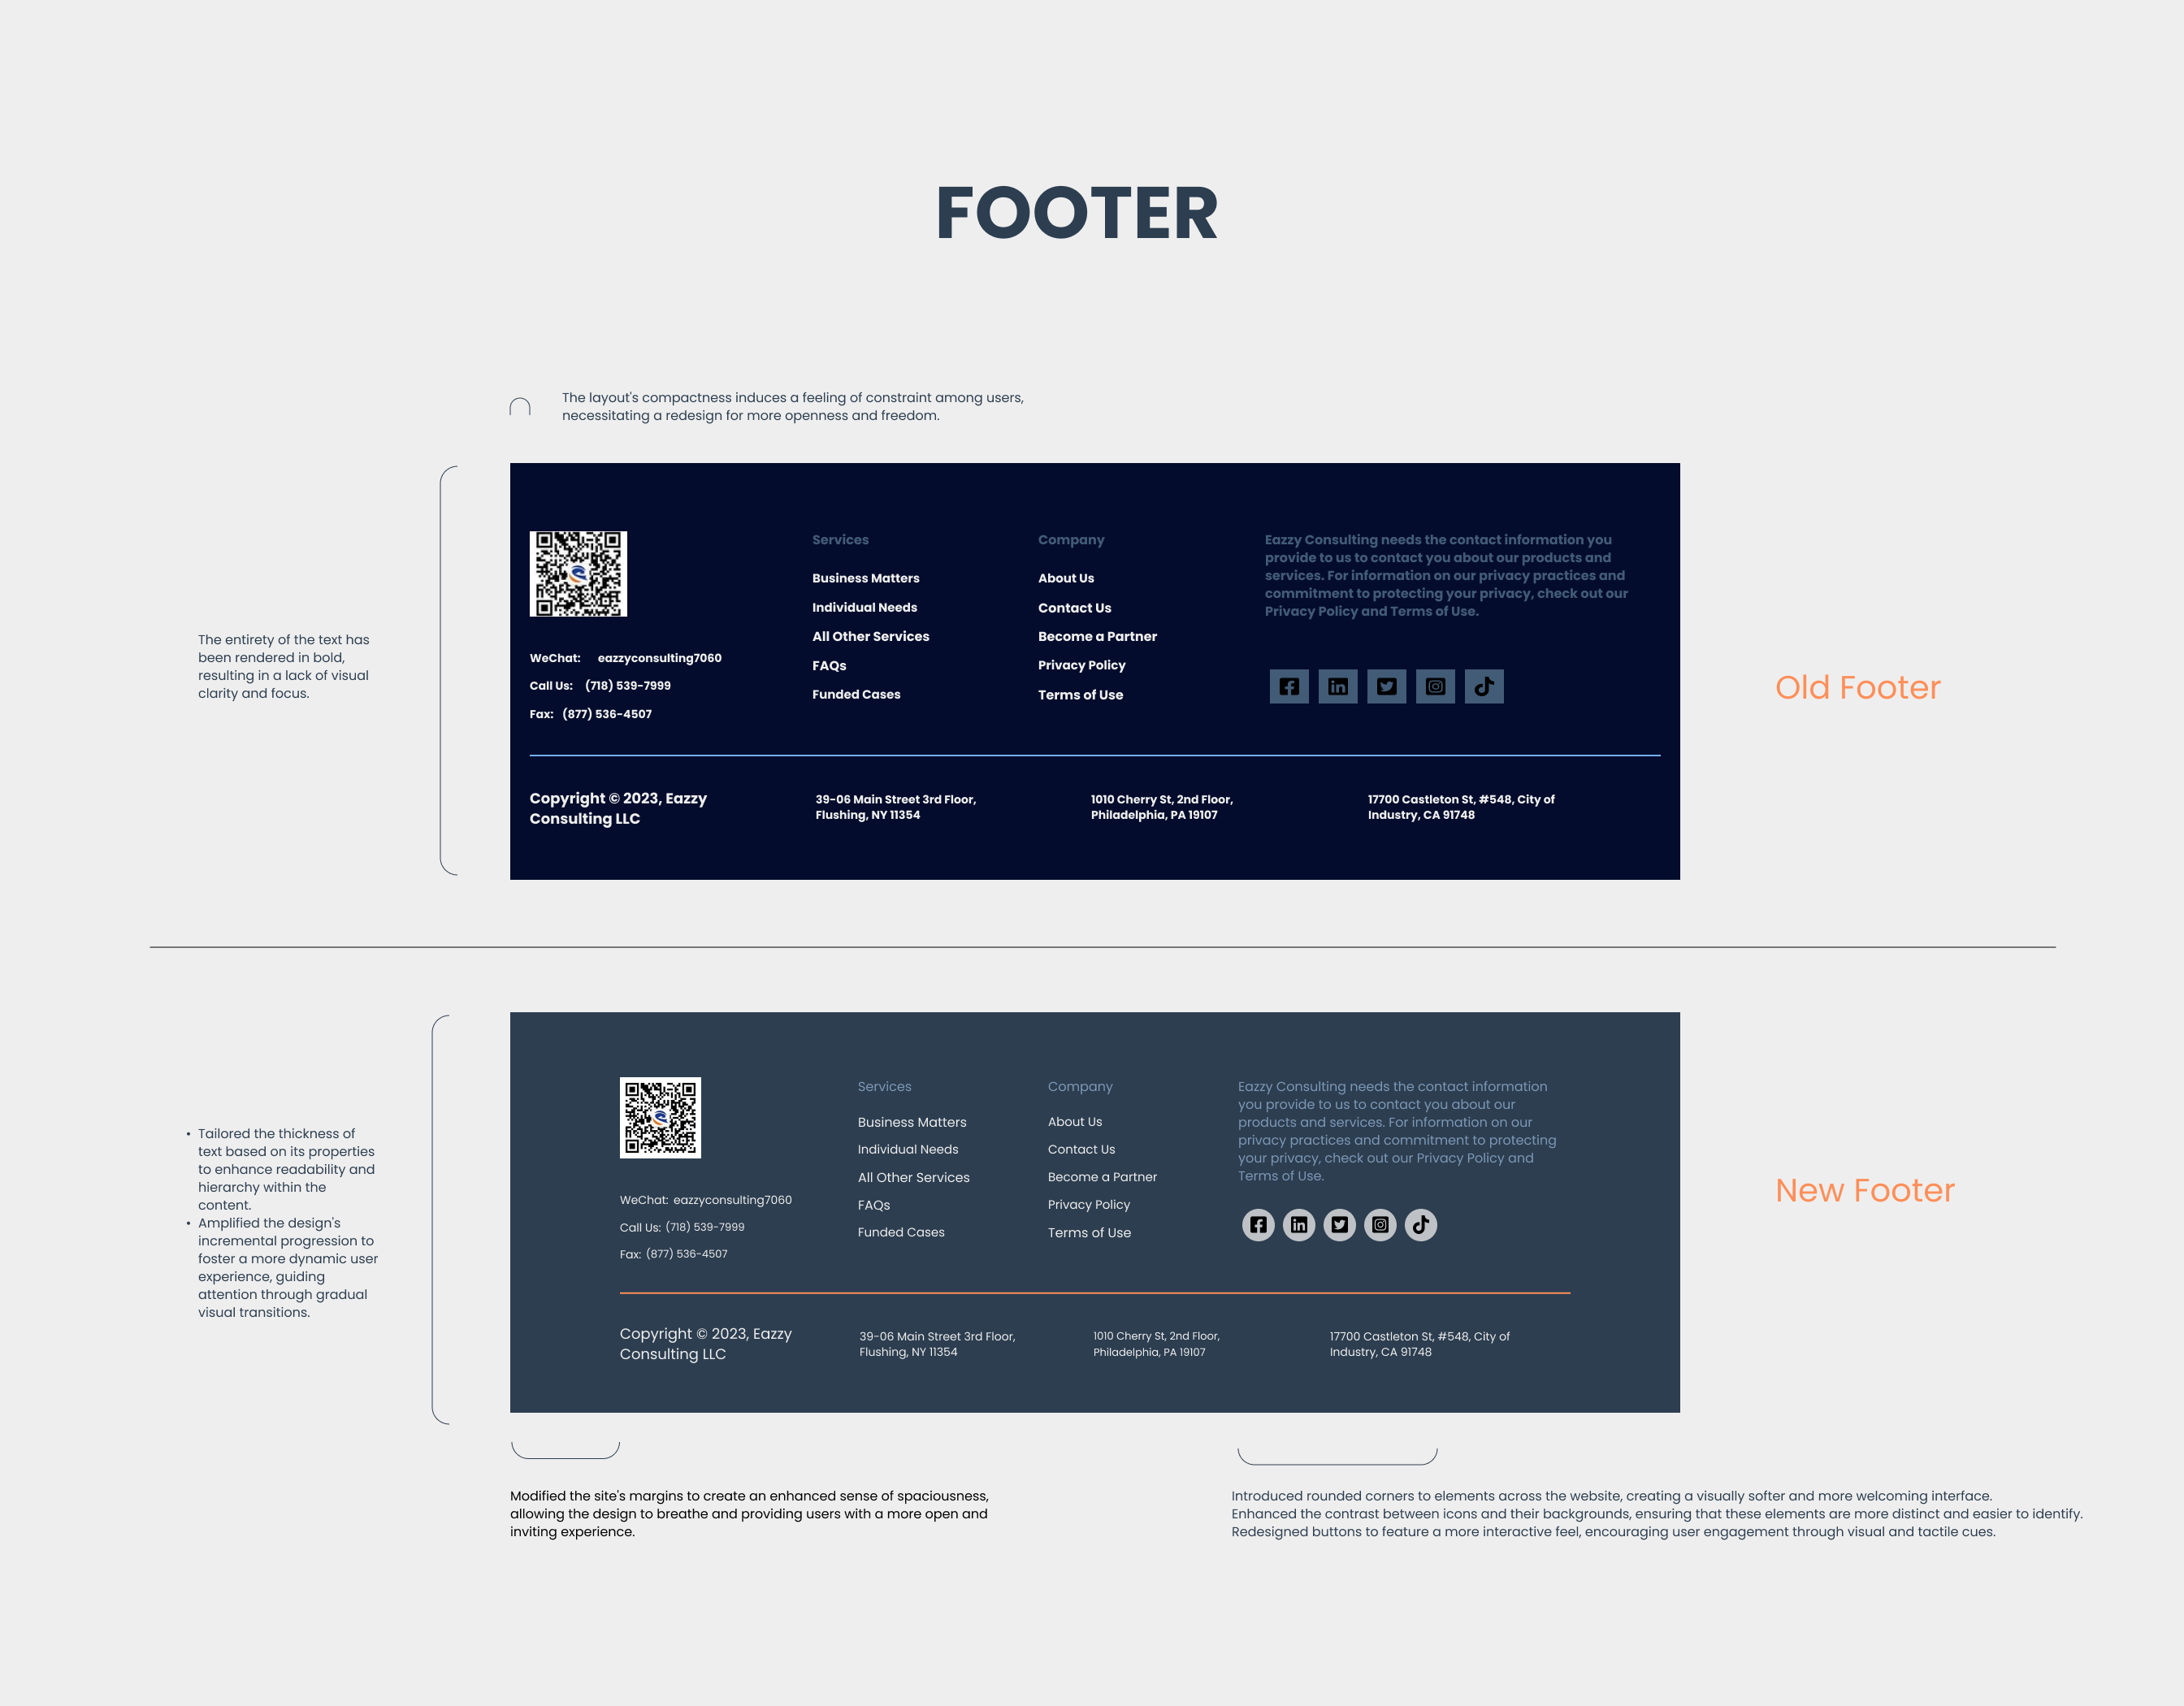 FOOTER
The layout's compactness induces a feeling of constraint among users,
necessitating a redesign for more openness and freedom.
The entirety of the text has
been rendered in bold,
resulting in a lack of visual
clarity and focus.
WeChat: eazzyconsulting7060
Call Us: (718) 539-7999
Fax: (877) 536-4507
Services
Business Matters
Individual Needs
All Other Services
FAQs
Funded Cases
Company
About Us
Contact Us
Become a Partner
Privacy Policy
Terms of Use
Eazzy Consulting needs the contact information you
provide to us to contact you about our products and
services. For information on our privacy practices and
commitment to protecting your privacy, check out our
Privacy Policy and Terms of Use.
Copyright © 2023, Eazzy
Consulting LLC
39-06 Main Street 3rd Floor,
Flushing, NY 11354
1010 Cherry St, 2nd Floor,
Philadelphia, PA 19107
17700 Castleton St, #548, City of
Industry, CA 91748
Old Footer
• Tailored the thickness of
text based on its properties
to enhance readability and
hierarchy within the
content.
• Amplified the design's
incremental progression to
foster a more dynamic user
experience, guiding
attention through gradual
visual transitions.
WeChat: eazzyconsulting7060
Call Us: (718) 539-7999
Fax: (877) 536-4507
Services
Business Matters
Individual Needs
All Other Services
FAQs
Funded Cases
Company
About Us
Contact Us
Become a Partner
Privacy Policy
Terms of Use
Eazzy Consulting needs the contact information
you provide to us to contact you about our
products and services. For information on our
privacy practices and commitment to protecting
your privacy, check out our Privacy Policy and
Terms of Use.
Copyright © 2023, Eazzy
Consulting LLC
39-06 Main Street 3rd Floor,
Flushing, NY 11354
1010 Cherry St, 2nd Floor,
Philadelphia, PA 19107
17700 Castleton St, #548, City of
Industry, CA 91748
New Footer
Modified the site's margins to create an enhanced sense of spaciousness,
allowing the design to breathe and providing users with a more open and
inviting experience.
Introduced rounded corners to elements across the website, creating a visually softer and more welcoming interface.
Enhanced the contrast between icons and their backgrounds, ensuring that these elements are more distinct and easier to identify.
Redesigned buttons to feature a more interactive feel, encouraging user engagement through visual and tactile cues.